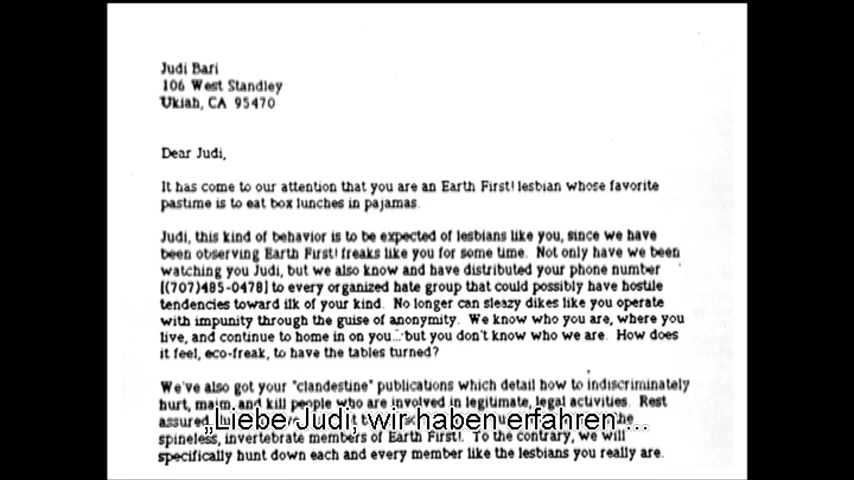 Judi Bari
106 West Standley
Ukiah, CA 95470
Dear Judi,
It has come to our attention that you are an Earth First! lesbian whose favorite
pastime is to eat box lunches in pajamas.
Judi, this kind of behavior is to be expected of lesbians like you, since we have
been observing Earth First! freaks like you for some time. Not only have we been
watching you Judi, but we also know and have distributed your phone number
[(707)485-0478] to every organized hate group that could possibly have hostile
tendencies toward ilk of your kind. No longer can sleazy dikes like you operate
with impunity through the guise of anonymity. We know who you are, where you
live, and continue to home in on you... but you don't know who we are. How does
it feel, eco-freak, to have the tables turned?
We've also got your "clandestine" publications which detail how to indiscriminately
hurt, maim, and kill people who are involved in legitimate, legal activities. Rest
assured,
„Liebe Judi, wir haben erfahren ...
spineless, invertebrate members of Earth First!. To the contrary, we will
specifically hunt down each and every member like the lesbians you really are.